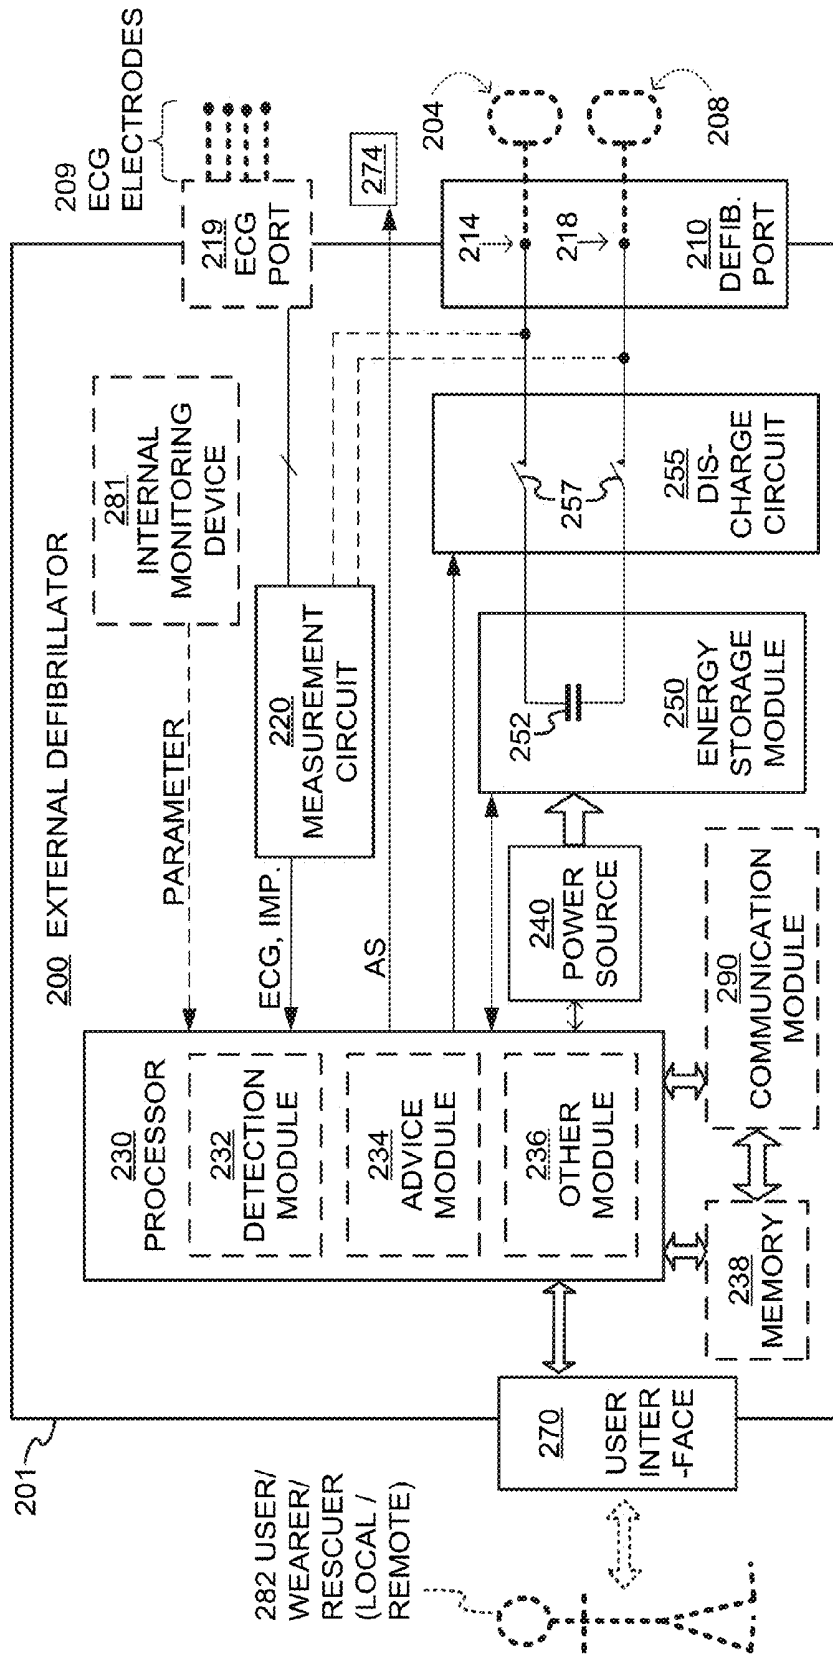 209
ECG
ELECTRODES
200 EXTERNAL DEFIBRILLATOR
201
219
ECG
PORT
281
INTERNAL
MONITORING
DEVICE
274
204
208
214
218
210
DEFIB.
PORT
PARAMETER
220
MEASUREMENT
CIRCUIT
ECG, IMP.
AS
257
255
DIS-
CHARGE
CIRCUIT
252
250
ENERGY
STORAGE
MODULE
240
POWER
SOURCE
230
PROCESSOR
232
DETECTION
MODULE
234
ADVICE
MODULE
236
OTHER
MODULE
290
COMMUNICATION
MODULE
238
MEMORY
270
USER
INTER
-FACE
282 USER/
WEARER/
RESCUER
(LOCAL /
REMOTE)